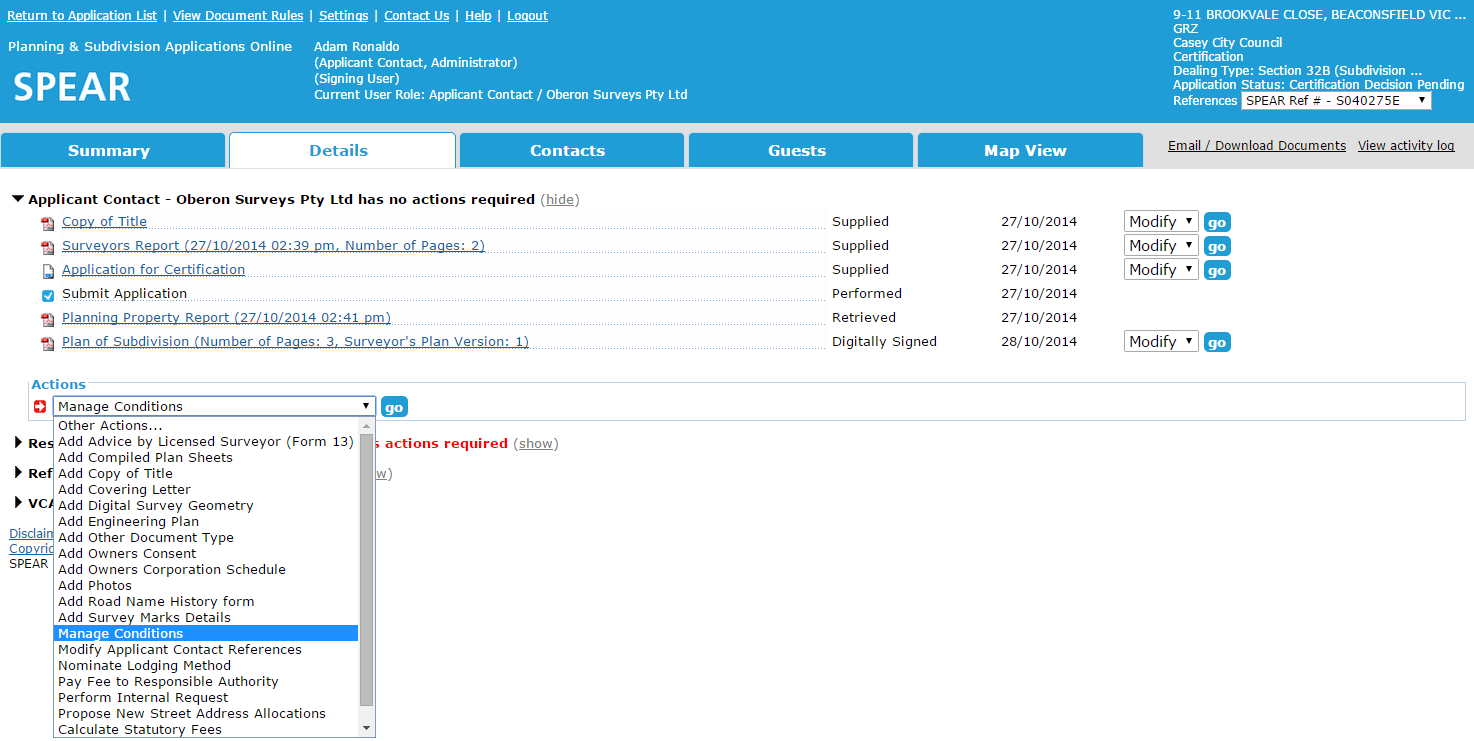 Return to Application List | View Document Rules | Settings | Contact Us | Help | Logout
Planning & Subdivision Applications Online
SPEAR
Adam Ronaldo
(Applicant Contact, Administrator)
(Signing User)
Current User Role: Applicant Contact / Oberon Surveys Pty Ltd
9-11 BROOKVALE CLOSE, BEACONSFIELD VIC ...
GRZ
Casey City Council
Certification
Dealing Type: Section 32B (Subdivision ...
Application Status: Certification Decision Pending
References SPEAR Ref # - S040275E
Summary Details Contacts Guests Map View
Email / Download Documents View activity log
Applicant Contact - Oberon Surveys Pty Ltd has no actions required (hide)
Copy of Title Supplied 27/10/2014 Modify go
Surveyors Report (27/10/2014 02:39 pm, Number of Pages: 2) Supplied 27/10/2014 Modify go
Application for Certification Supplied 27/10/2014 Modify go
Submit Application Performed 27/10/2014
Planning Property Report (27/10/2014 02:41 pm) Retrieved 27/10/2014
Plan of Subdivision (Number of Pages: 3, Surveyor's Plan Version: 1) Digitally Signed 28/10/2014 Modify go
Actions
Manage Conditions go
Other Actions...
Add Advice by Licensed Surveyor (Form 13)
Add Compiled Plan Sheets
Add Copy of Title
Add Covering Letter
Add Digital Survey Geometry
Add Engineering Plan
Add Other Document Type
Add Owners Consent
Add Owners Corporation Schedule
Add Photos
Add Road Name History form
Add Survey Marks Details
Manage Conditions
Modify Applicant Contact References
Nominate Lodging Method
Pay Fee to Responsible Authority
Perform Internal Request
Propose New Street Address Allocations
Calculate Statutory Fees
Res s actions required (show)
Ref w)
VCA
Disclaim
Copyric
SPEAR